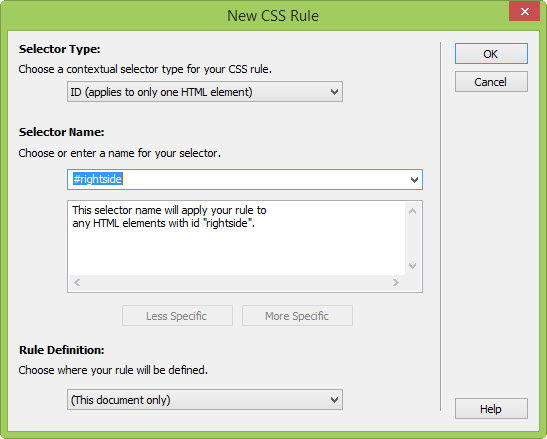 New CSS Rule
Selector Type:
Choose a contextual selector type for your CSS rule.
ID (applies to only one HTML element)
OK
Cancel
Selector Name:
Choose or enter a name for your selector.
#rightside
This selector name will apply your rule to
any HTML elements with id "rightside".
Less Specific
More Specific
Rule Definition:
Choose where your rule will be defined.
(This document only)
Help